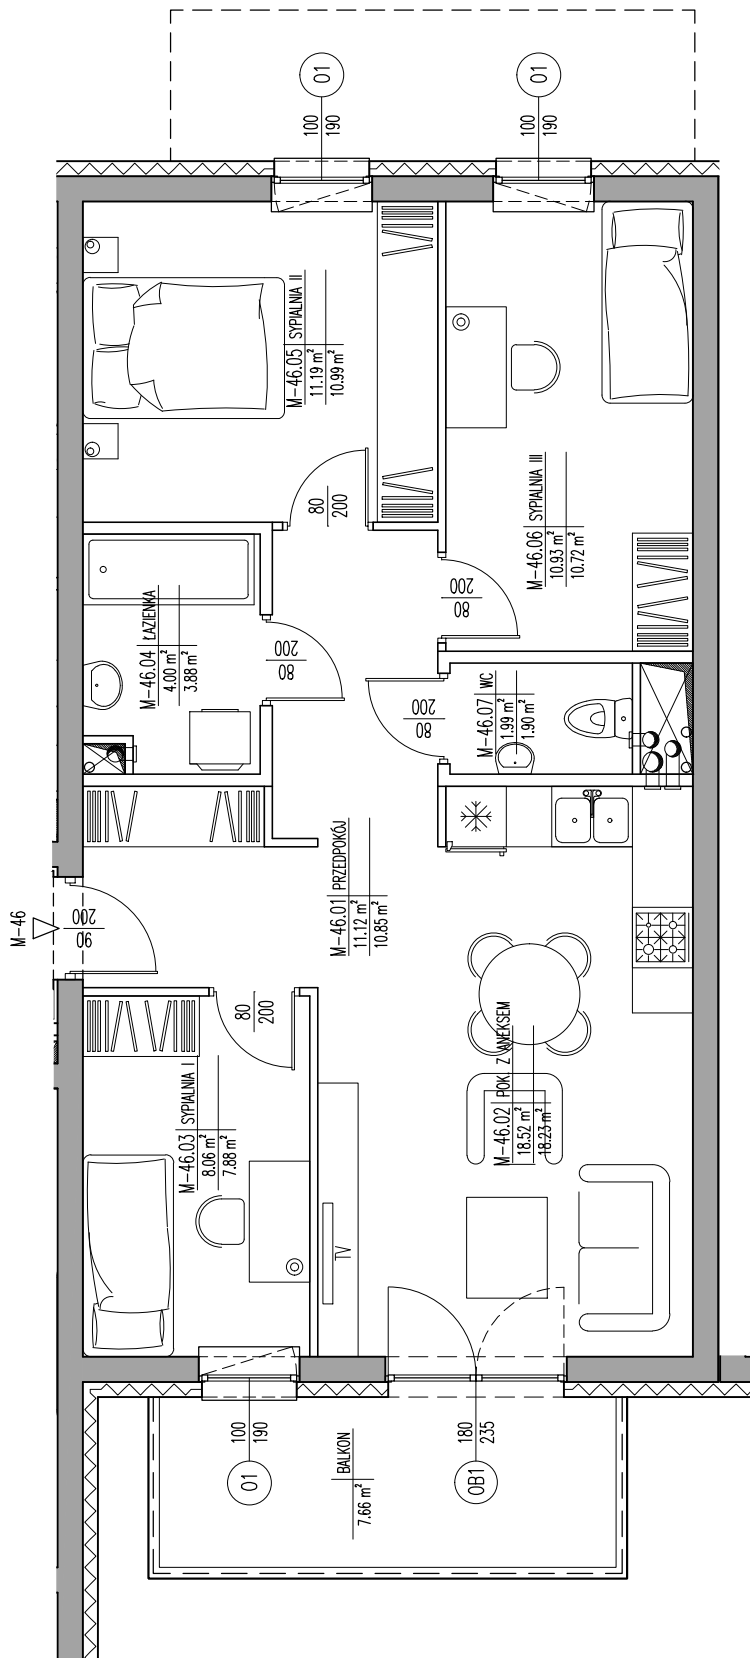 O1
100
190
O1
100
190
M-46.05 SYPIALNIA II
11.19 m²
10.99 m²
80
200
M-46.06 SYPIALNIA III
10.93 m²
10.72 m²
80
200
M-46.04 ŁAZIENKA
4.00 m²
3.88 m²
80
200
M-46.07 WC
1.99 m²
1.90 m²
80
200
M-46.01 PRZEDPOKÓJ
11.12 m²
10.85 m²
M-46
90
200
80
200
M-46.03 SYPIALNIA I
8.06 m²
7.88 m²
M-46.02 POK. Z ANEKSEM
18.52 m²
18.23 m²
TV
O1
100
190
BALKON
7.66 m²
OB1
180
235